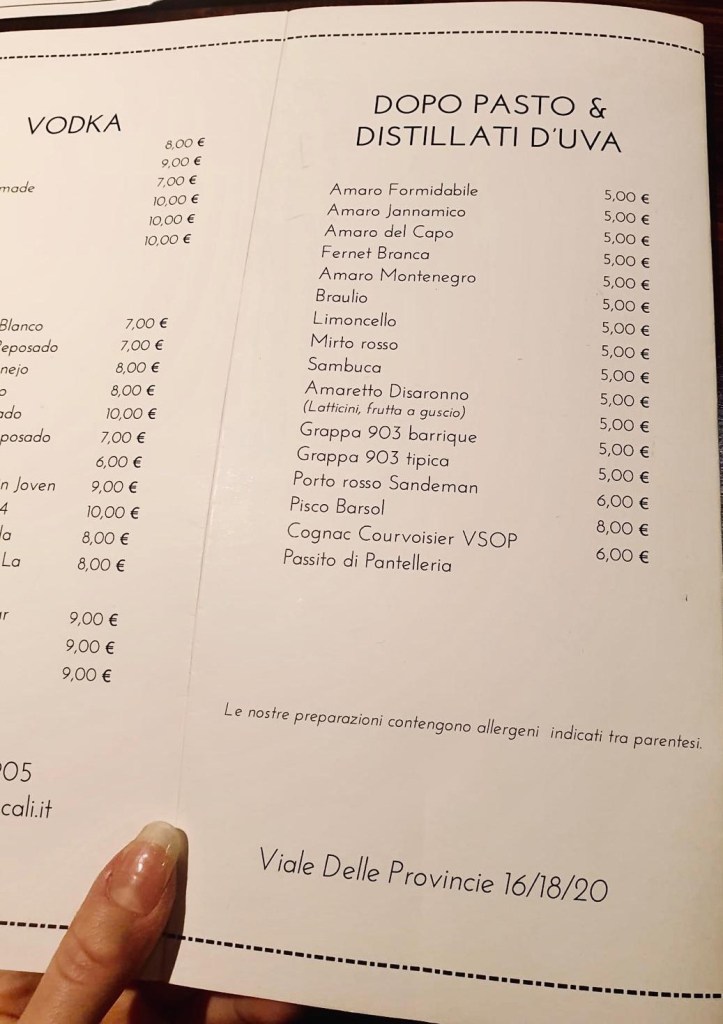 VODKA
8,00 €
9,00 €
made 7,00 €
10,00 €
10,00 €
10,00 €
Blanco 7,00 €
eposado 7,00 €
nejo 8,00 €
o 8,00 €
ado 10,00 €
posado 7,00 €
6,00 €
n Joven 9,00 €
4 10,00 €
la 8,00 €
La 8,00 €
r 9,00 €
9,00 €
9,00 €
905
cali.it
DOPO PASTO &
DISTILLATI D'UVA
Amaro Formidabile 5,00 €
Amaro Jannamico 5,00 €
Amaro del Capo 5,00 €
Fernet Branca 5,00 €
Amaro Montenegro 5,00 €
Braulio 5,00 €
Limoncello 5,00 €
Mirto rosso 5,00 €
Sambuca 5,00 €
Amaretto Disaronno 5,00 €
(Latticini, frutta a guscio)
Grappa 903 barrique 5,00 €
Grappa 903 tipica 5,00 €
Porto rosso Sandeman 5,00 €
Pisco Barsol 6,00 €
Cognac Courvoisier VSOP 8,00 €
Passito di Pantelleria 6,00 €
Le nostre preparazioni contengono allergeni indicati tra parentesi.
Viale Delle Provincie 16/18/20